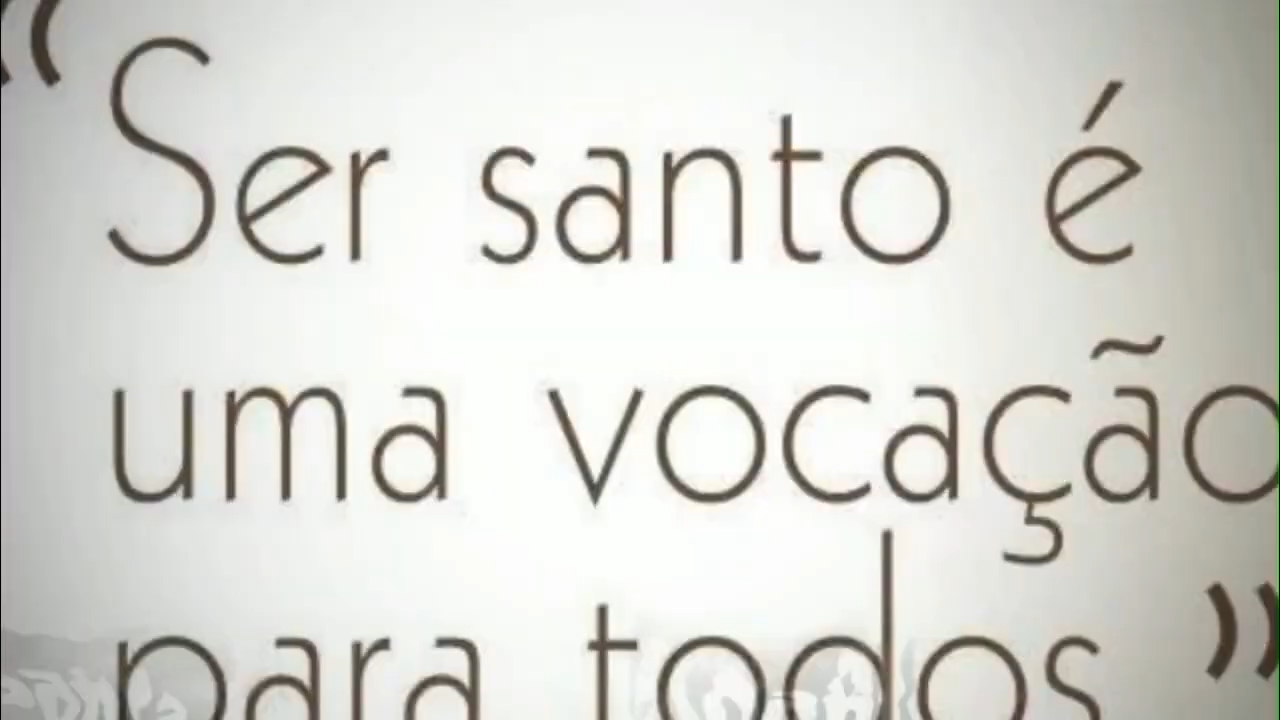 “Ser santo é
uma vocação
para todos”